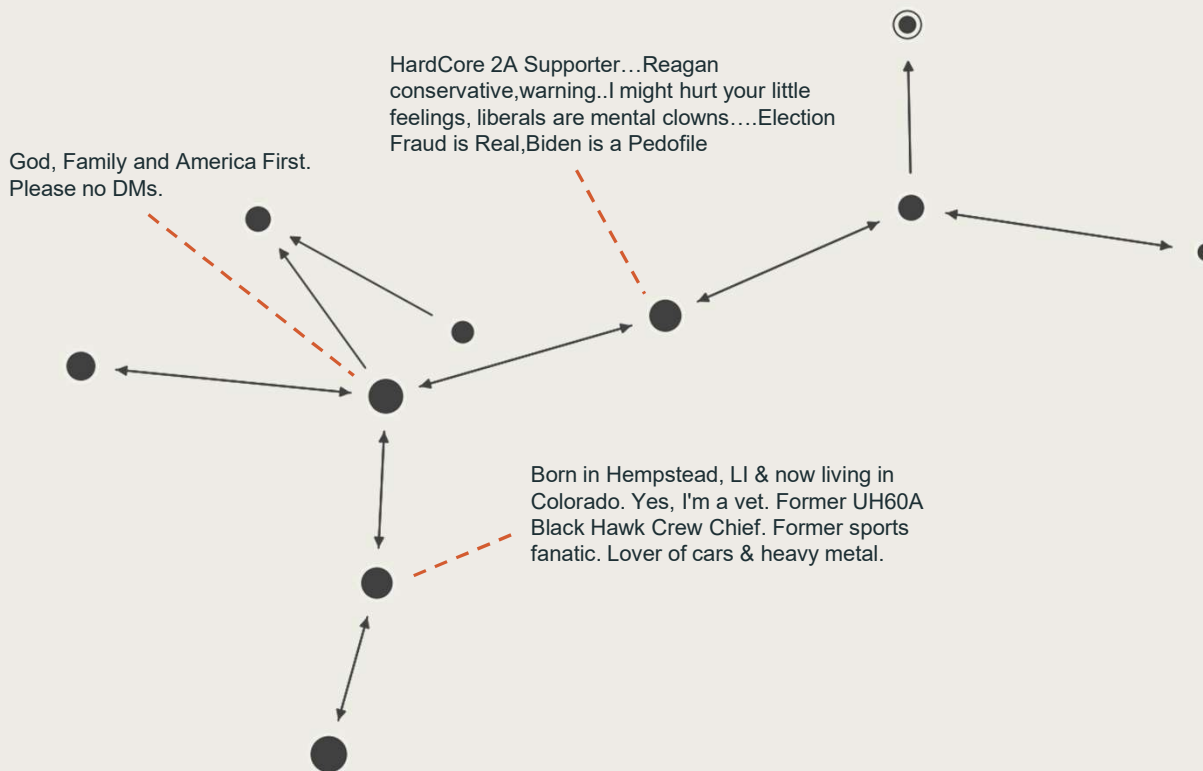 HardCore 2A Supporter…Reagan
conservative,warning..I might hurt your little
feelings, liberals are mental clowns….Election
Fraud is Real,Biden is a Pedofile
God, Family and America First.
Please no DMs.
Born in Hempstead, LI & now living in
Colorado. Yes, I'm a vet. Former UH60A
Black Hawk Crew Chief. Former sports
fanatic. Lover of cars & heavy metal.